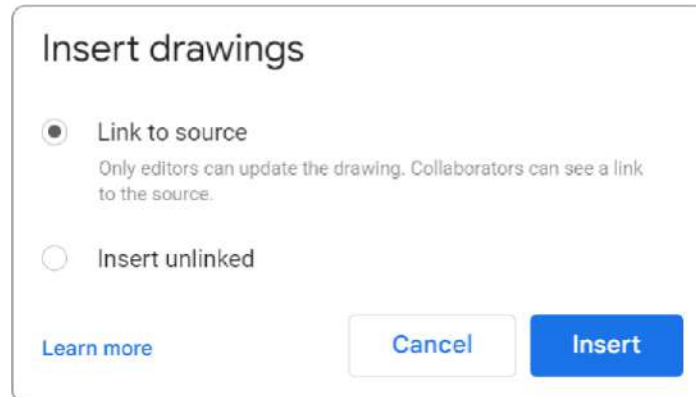 Insert drawings
Link to source
Only editors can update the drawing. Collaborators can see a link
to the source.
Insert unlinked
Learn more
Cancel
Insert